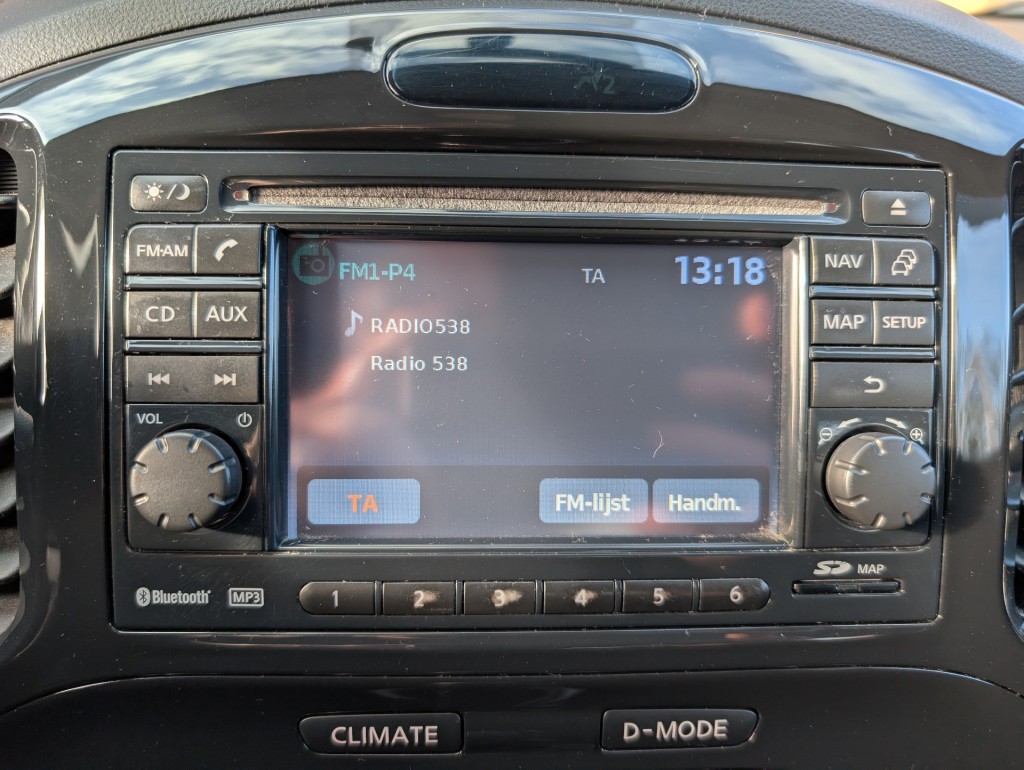 2
FM·AM
NAV
FM1-P4
TA
13:18
CD
AUX
MAP
SETUP
RADIO538
Radio 538
VOL
TA
FM-lijst
Handm.
Bluetooth
MP3
1
2
3
4
5
6
SD
MAP
CLIMATE
D-MODE